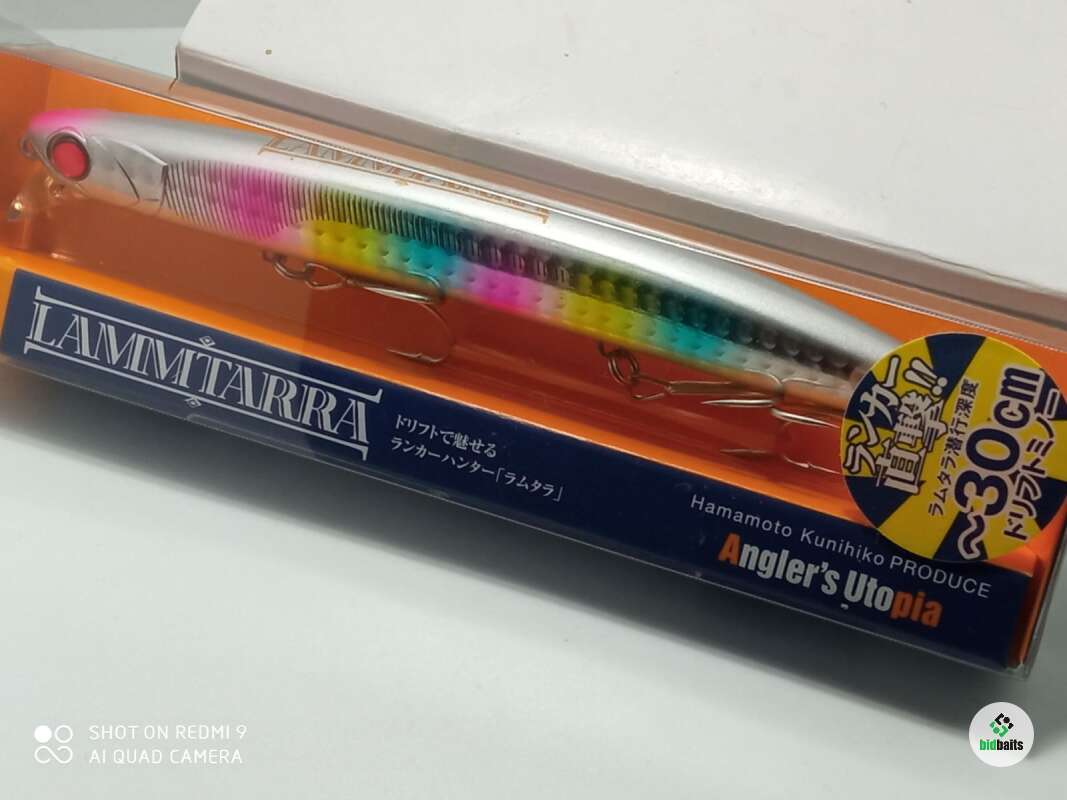 LAMMTARRA
LAMMTARRA
ドリフトで魅せる
ランカーハンター「ラムタラ」
Hamamoto Kunihiko PRODUCE
Angler's Utopia
ランカー
直撃!!
ラムタラ潜行深度
～30cm
ドリフトミノー
SHOT ON REDMI 9
AI QUAD CAMERA
bidbaits